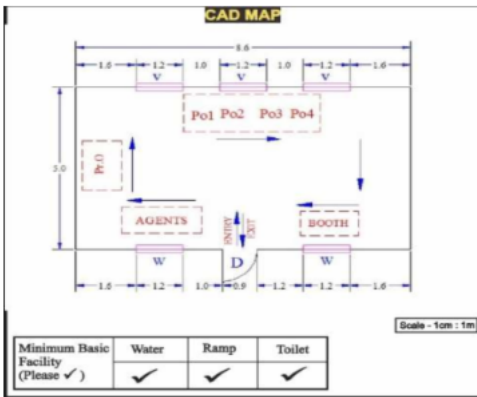 CAD MAP
8.6
1.6 1.2 1.0 1.2 1.0 1.2 1.6
V V V
Po1 Po2 Po3 Po4
5.0
Pr.O
AGENTS
ENTRY
EXIT
BOOTH
W D W
1.6 1.2 1.0 0.9 1.2 1.2 1.6
Scale - 1cm : 1m
Minimum Basic Facility (Please ✓) Water Ramp Toilet
✓ ✓ ✓